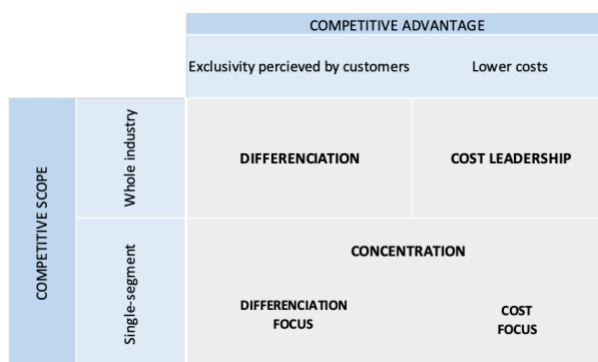 COMPETITIVE ADVANTAGE
Exclusivity percieved by customers
Lower costs
COMPETITIVE SCOPE
Whole industry
DIFFERENCIATION
COST LEADERSHIP
Single-segment
CONCENTRATION
DIFFERENCIATION
FOCUS
COST
FOCUS